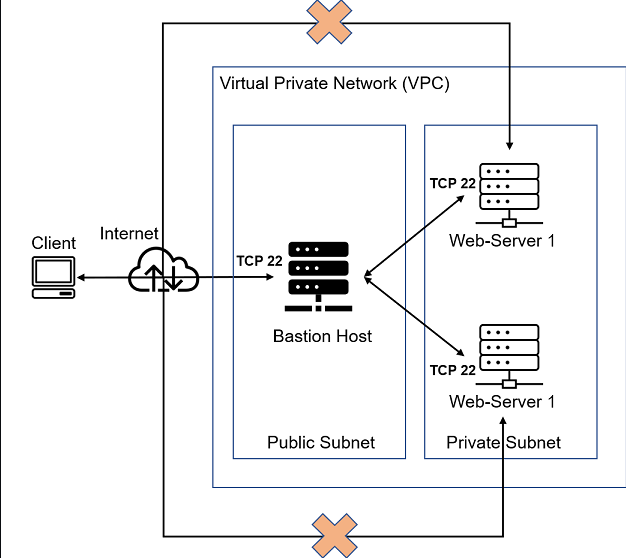 Virtual Private Network (VPC)
TCP 22
Web-Server 1
Internet
Client
TCP 22
Bastion Host
TCP 22
Web-Server 1
Public Subnet
Private Subnet